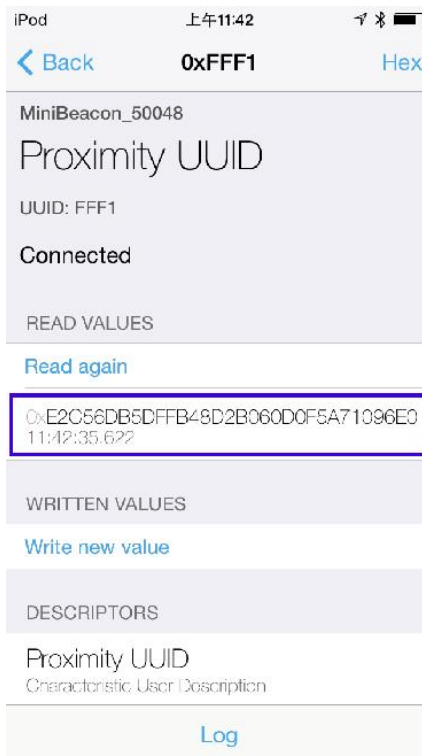 iPod 上午11:42
Back 0xFFF1 Hex
MiniBeacon_50048
Proximity UUID
UUID: FFF1
Connected
READ VALUES
Read again
0xE2C56DB5DFFB48D2B060D0F5A71096E0
11:42:35.622
WRITTEN VALUES
Write new value
DESCRIPTORS
Proximity UUID
Characteristic User Description
Log